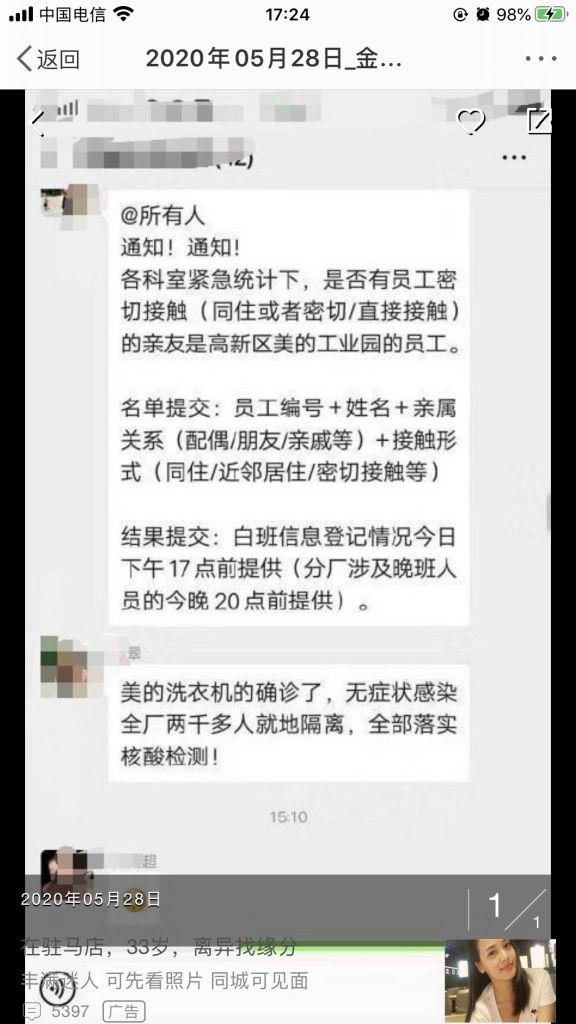 中国电信 17:24 98%
返回 2020年05月28日_金... ...
...
@所有人
通知！通知！
各科室紧急统计下，是否有员工密
切接触（同住或者密切/直接接触）
的亲友是高新区美的工业园的员工。
名单提交：员工编号＋姓名＋亲属
关系（配偶/朋友/亲戚等）＋接触形
式（同住/近邻居住/密切接触等）
结果提交：白班信息登记情况今日
下午17点前提供（分厂涉及晚班人
员的今晚20点前提供）。
翠
美的洗衣机的确诊了，无症状感染
全厂两千多人就地隔离，全部落实
核酸检测！
15:10
超
2020年05月28日
1/1
在驻马店，33岁，离异找缘分
丰满迷人 可先看照片 同城可见面
5397 广告